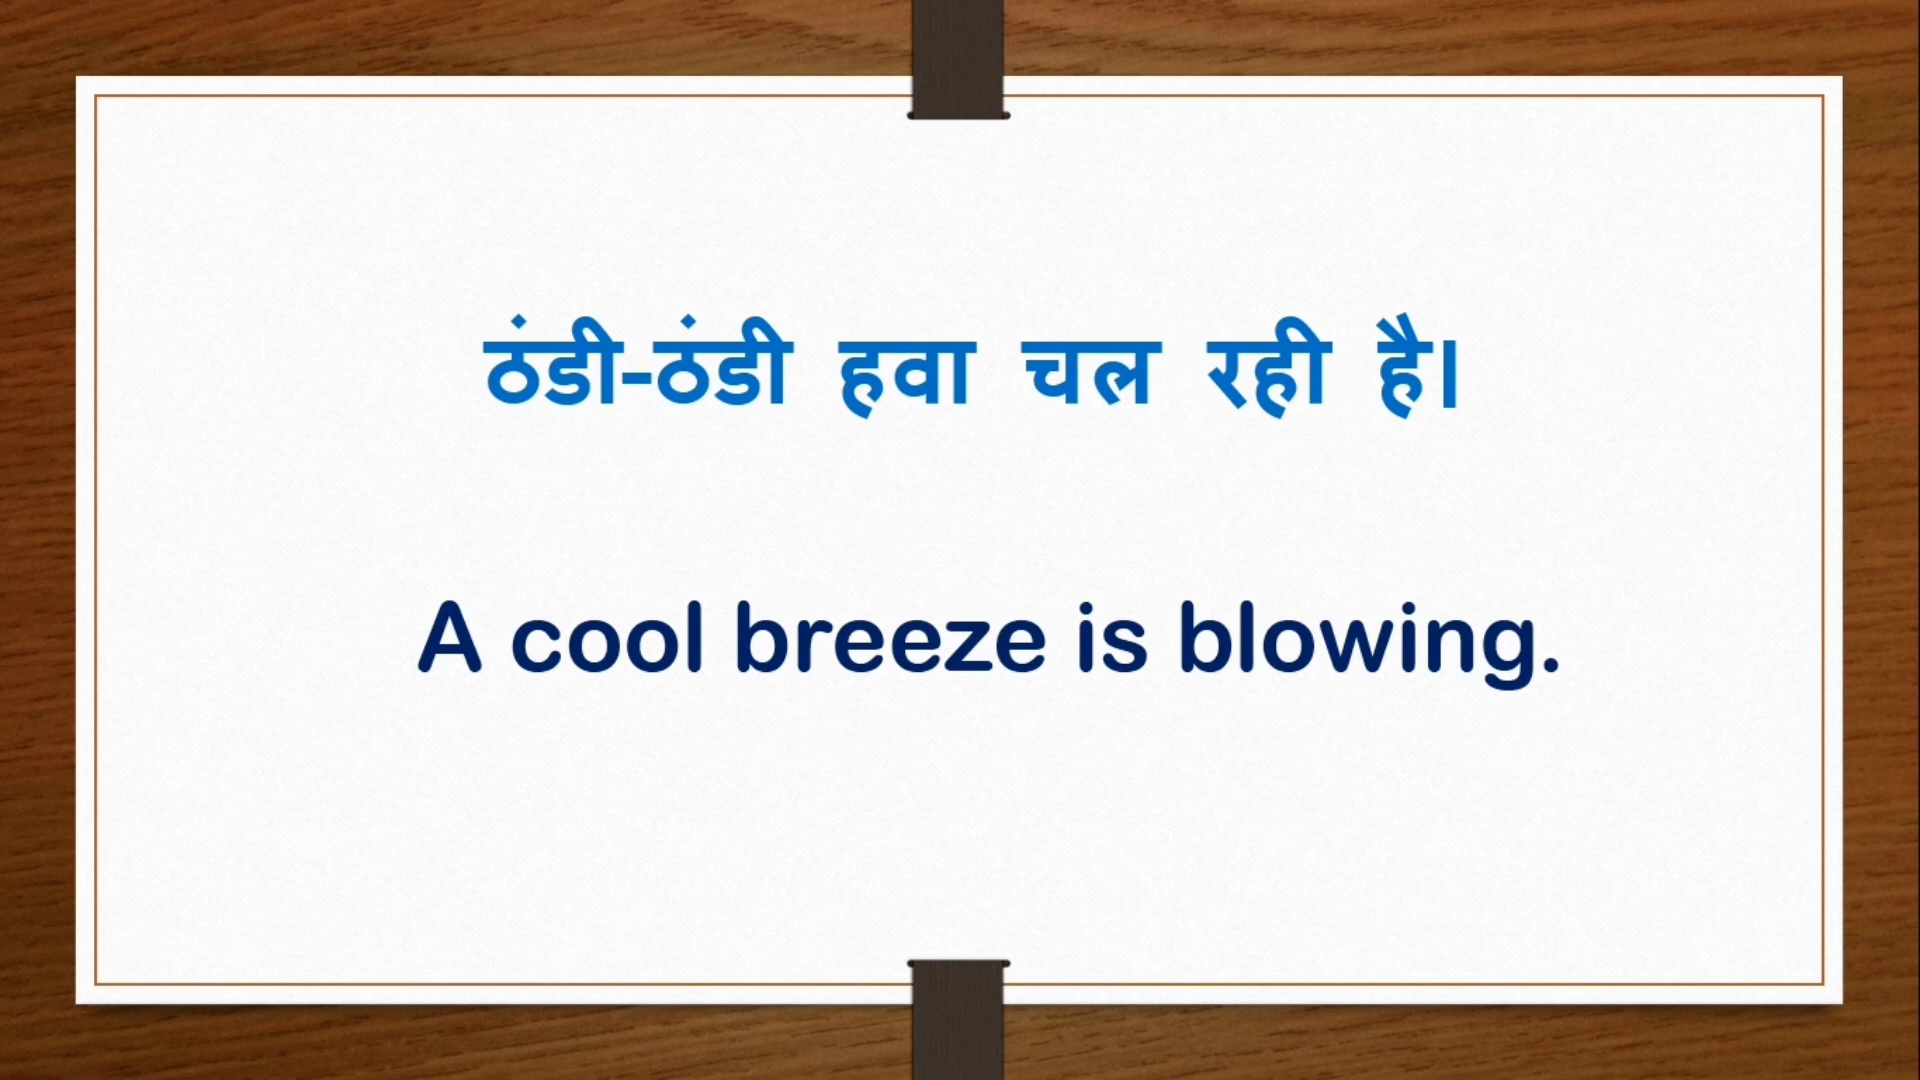 ठंडी-ठंडी हवा चल रही है।
A cool breeze is blowing.